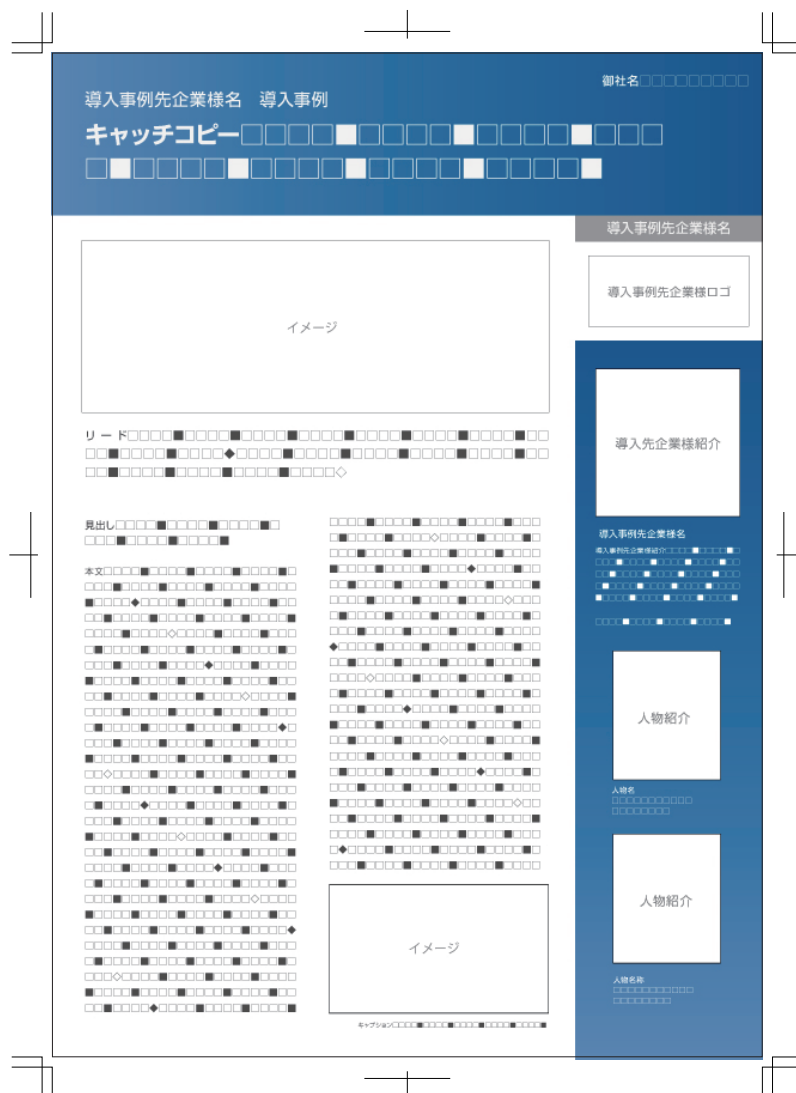 御社名
導入事例先企業様名　導入事例
キャッチコピー
イメージ
リード
見出し
本文
イメージ
キャプション
導入事例先企業様名
導入事例先企業様ロゴ
導入先企業様紹介
導入事例先企業様名
導入事例先企業様紹介
人物紹介
人物名
人物紹介
人物名称